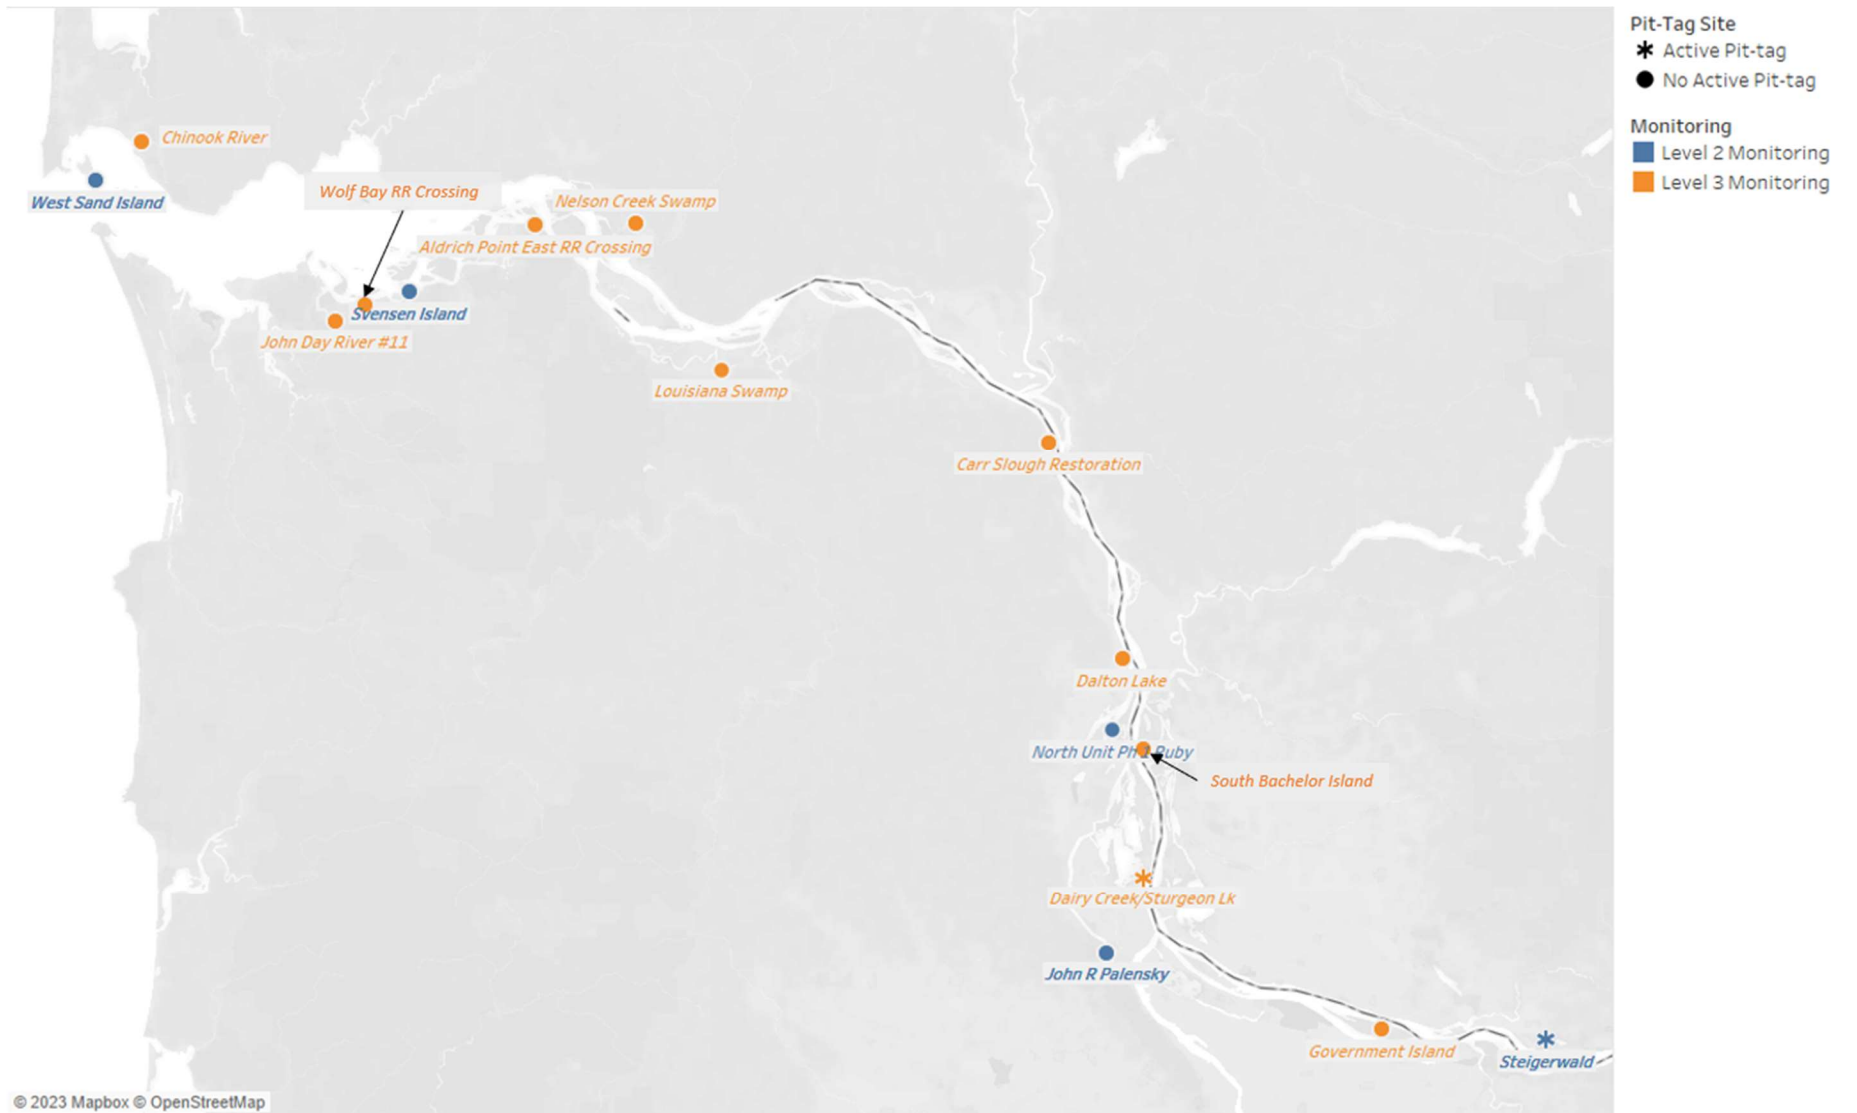 Pit-Tag Site
Active Pit-tag
No Active Pit-tag
Monitoring
Level 2 Monitoring
Level 3 Monitoring
Chinook River
West Sand Island
Wolf Bay RR Crossing
Nelson Creek Swamp
Aldrich Point East RR Crossing
Svensen Island
John Day River #11
Louisiana Swamp
Carr Slough Restoration
Dalton Lake
North Unit Ph 1 Ruby
South Bachelor Island
Dairy Creek/Sturgeon Lk
John R Palensky
Government Island
Steigerwald
© 2023 Mapbox © OpenStreetMap